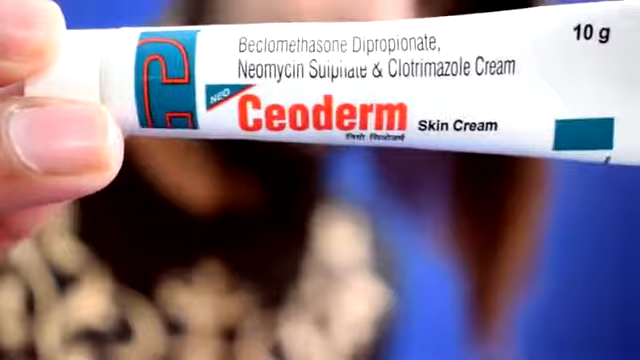 Beclomethasone Dipropionate,
Neomycin Sulphate & Clotrimazole Cream
10 g
NEO
Ceoderm Skin Cream